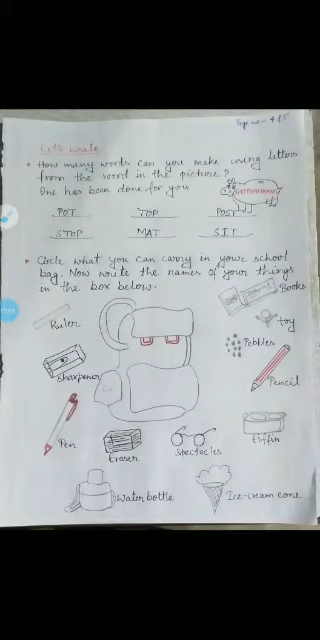 Page no - 4 &5
Let's write
How many words can you make using letters
from the word in the picture?
One has been done for you.
HIPPOPOTAMUS
POT TOP POST
STOP MAT SIT
Circle what you can carry in your school
bag. Now write the names of your things
in the box below.
Books
Ruler
toy
Pebbles
Sharpener
Pencil
Pen
Eraser
Spectacles
tiffin
Water bottle
Ice-cream cone